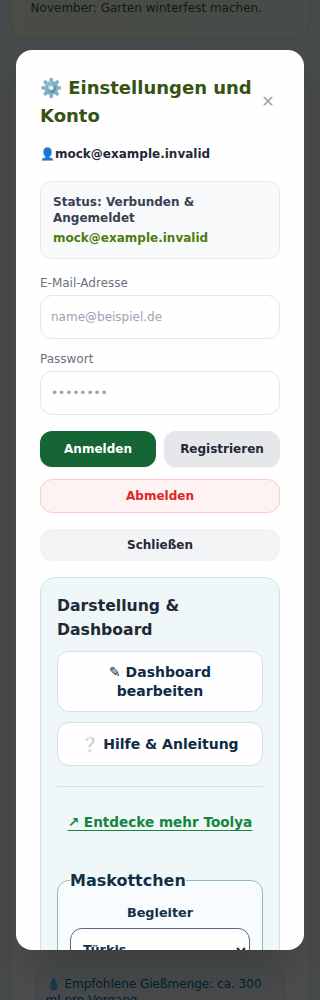 November: Garten winterfest machen.
⚙️ Einstellungen und
Konto
×
👤mock@example.invalid
Status: Verbunden &
Angemeldet
mock@example.invalid
E-Mail-Adresse
name@beispiel.de
Passwort
••••••••
Anmelden
Registrieren
Abmelden
Schließen
Darstellung &
Dashboard
✎ Dashboard
bearbeiten
❔ Hilfe & Anleitung
↗ Entdecke mehr Toolya
Maskottchen
Begleiter
Türkis
💧 Empfohlene Gießmenge: ca. 300
ml pro Vorgang